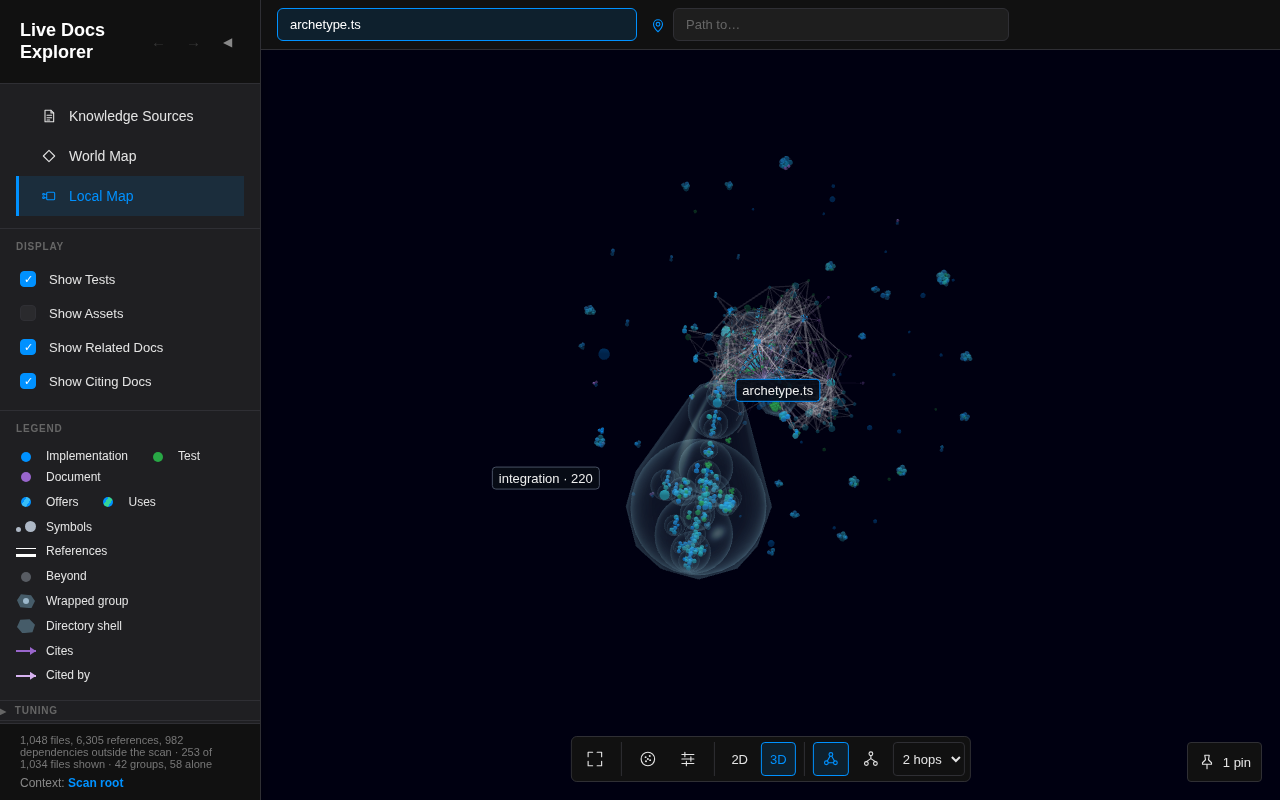 Live Docs
Explorer
archetype.ts
Path to…
Knowledge Sources
World Map
Local Map
DISPLAY
Show Tests
Show Assets
Show Related Docs
Show Citing Docs
LEGEND
Implementation
Test
Document
Offers
Uses
Symbols
References
Beyond
Wrapped group
Directory shell
Cites
Cited by
TUNING
1,048 files, 6,305 references, 982
dependencies outside the scan · 253 of
1,034 files shown · 42 groups, 58 alone
Context: Scan root
archetype.ts
integration · 220
2D
3D
2 hops
1 pin